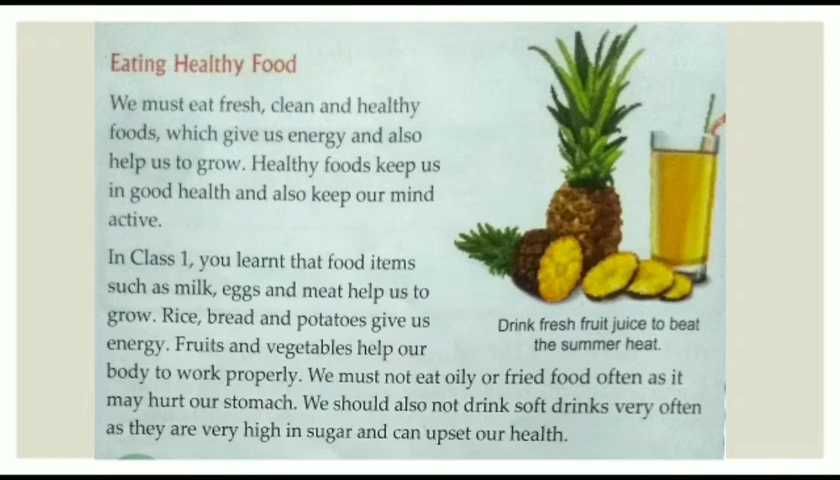 Eating Healthy Food
We must eat fresh, clean and healthy
foods, which give us energy and also
help us to grow. Healthy foods keep us
in good health and also keep our mind
active.
In Class 1, you learnt that food items
such as milk, eggs and meat help us to
grow. Rice, bread and potatoes give us
energy. Fruits and vegetables help our
body to work properly. We must not eat oily or fried food often as it
may hurt our stomach. We should also not drink soft drinks very often
as they are very high in sugar and can upset our health.
Drink fresh fruit juice to beat
the summer heat.